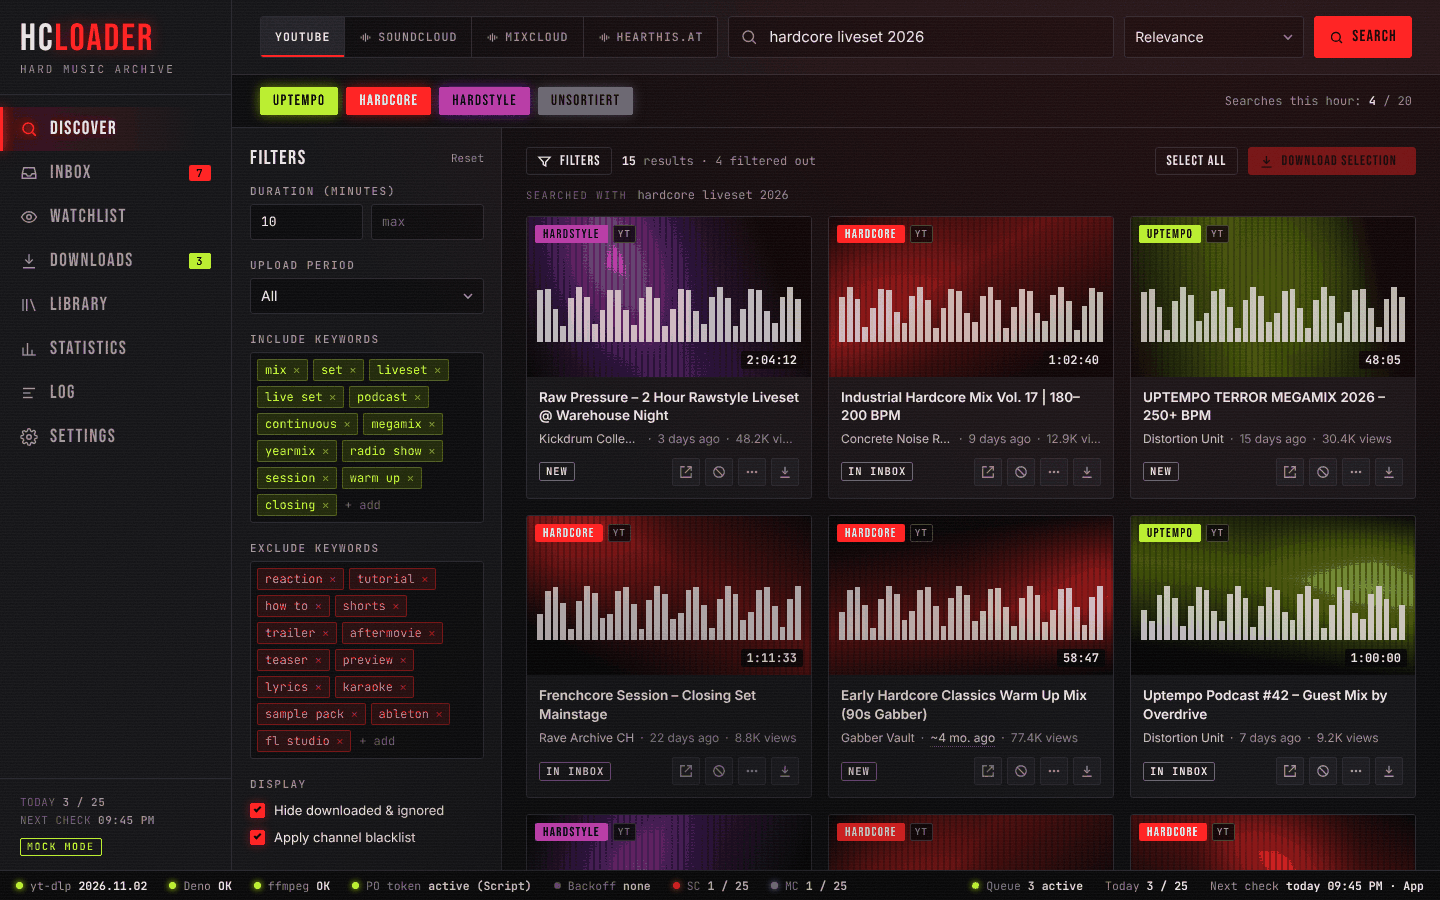 HCLOADER
HARD MUSIC ARCHIVE
DISCOVER
INBOX 7
WATCHLIST
DOWNLOADS 3
LIBRARY
STATISTICS
LOG
SETTINGS
TODAY 3 / 25
NEXT CHECK 09:45 PM
MOCK MODE
YOUTUBE SOUNDCLOUD MIXCLOUD HEARTHIS.AT hardcore liveset 2026 Relevance SEARCH
UPTEMPO HARDCORE HARDSTYLE UNSORTIERT Searches this hour: 4 / 20
FILTERS Reset
DURATION (MINUTES)
10 max
UPLOAD PERIOD
All
INCLUDE KEYWORDS
mix × set × liveset ×
live set × podcast ×
continuous × megamix ×
yearmix × radio show ×
session × warm up ×
closing × + add
EXCLUDE KEYWORDS
reaction × tutorial ×
how to × shorts ×
trailer × aftermovie ×
teaser × preview ×
lyrics × karaoke ×
sample pack × ableton ×
fl studio × + add
DISPLAY
Hide downloaded & ignored
Apply channel blacklist
FILTERS 15 results · 4 filtered out SELECT ALL DOWNLOAD SELECTION
SEARCHED WITH hardcore liveset 2026
HARDSTYLE YT
2:04:12
Raw Pressure – 2 Hour Rawstyle Liveset
@ Warehouse Night
Kickdrum Colle... · 3 days ago · 48.2K vi...
NEW
HARDCORE YT
1:02:40
Industrial Hardcore Mix Vol. 17 | 180–
200 BPM
Concrete Noise R... · 9 days ago · 12.9K vi...
IN INBOX
UPTEMPO YT
48:05
UPTEMPO TERROR MEGAMIX 2026 –
250+ BPM
Distortion Unit · 15 days ago · 30.4K views
NEW
HARDCORE YT
1:11:33
Frenchcore Session – Closing Set
Mainstage
Rave Archive CH · 22 days ago · 8.8K views
IN INBOX
HARDCORE YT
58:47
Early Hardcore Classics Warm Up Mix
(90s Gabber)
Gabber Vault · ~4 mo. ago · 77.4K views
NEW
UPTEMPO YT
1:00:00
Uptempo Podcast #42 – Guest Mix by
Overdrive
Distortion Unit · 7 days ago · 9.2K views
IN INBOX
HARDSTYLE YT
HARDCORE YT
HARDCORE YT
yt-dlp 2026.11.02 Deno OK ffmpeg OK PO token active (Script) Backoff none SC 1 / 25 MC 1 / 25 Queue 3 active Today 3 / 25 Next check today 09:45 PM · App